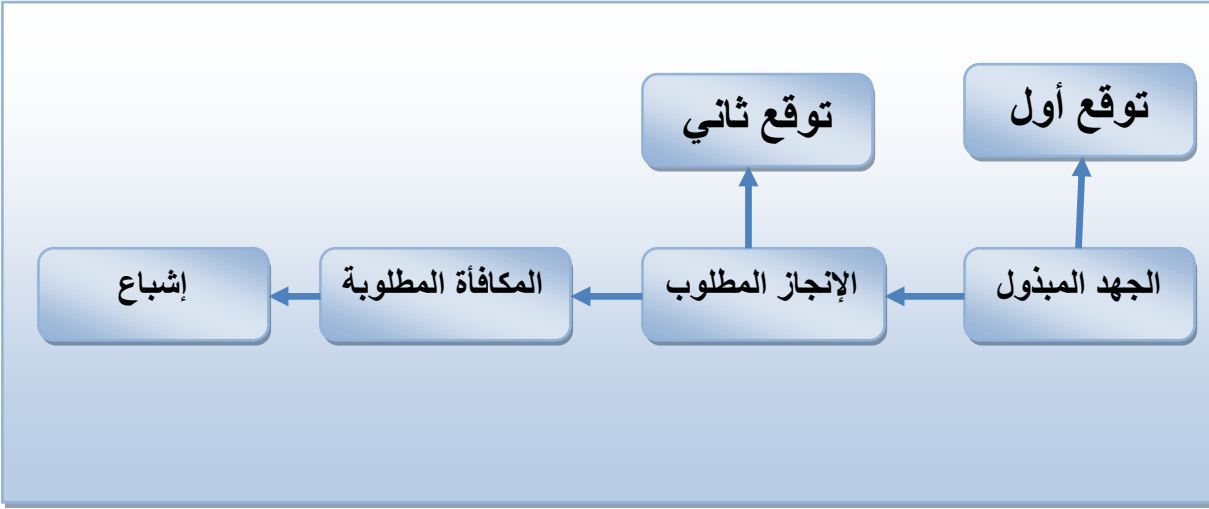 توقع أول
توقع ثاني
الجهد المبذول
الإنجاز المطلوب
المكافأة المطلوبة
إشباع